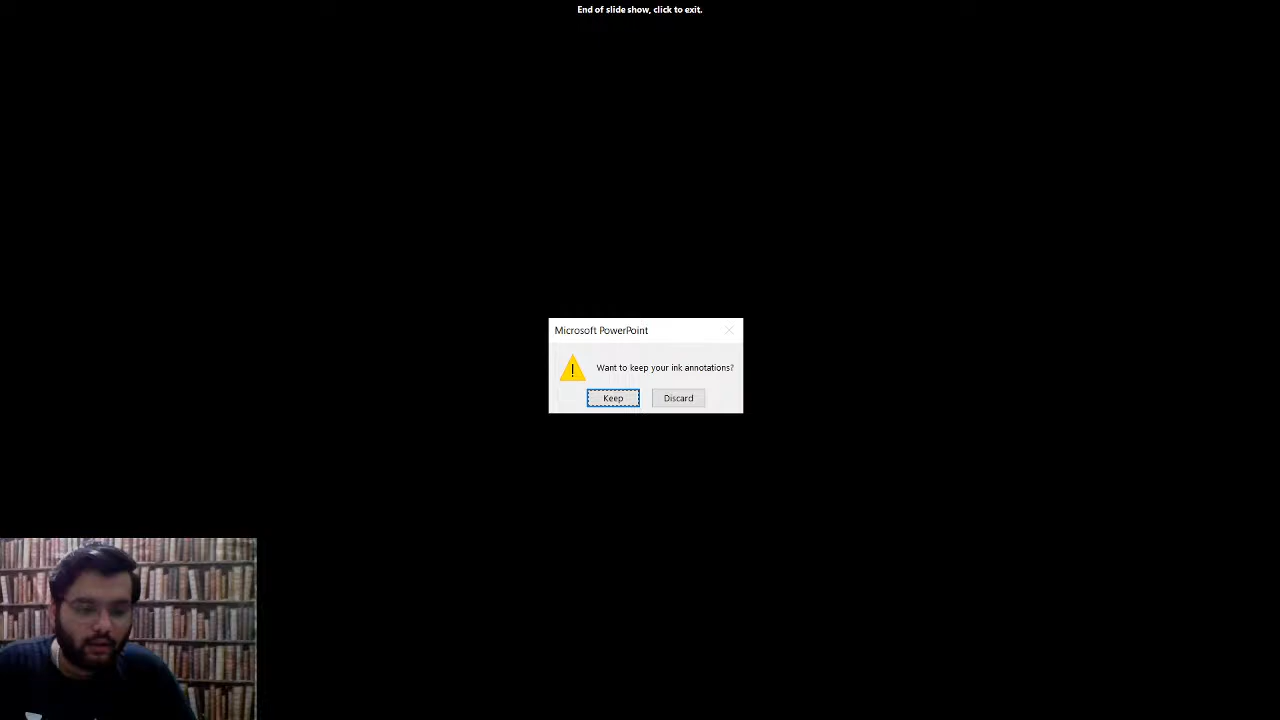 End of slide show, click to exit.
Microsoft PowerPoint
Want to keep your ink annotations?
Keep
Discard